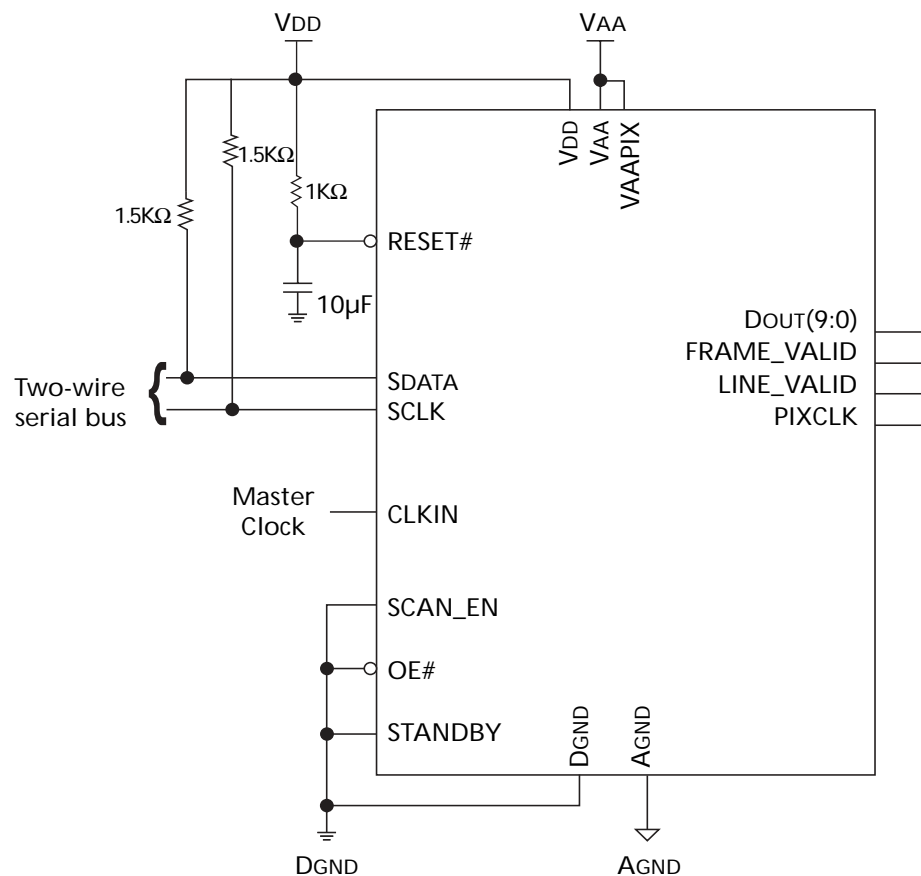 VDD
VAA
VDD
VAA
VAAPIX
1.5KΩ
1KΩ
1.5KΩ
RESET#
10µF
DOUT(9:0)
FRAME_VALID
LINE_VALID
PIXCLK
Two-wire
serial bus
{
SDATA
SCLK
Master
Clock
CLKIN
SCAN_EN
OE#
STANDBY
DGND
AGND
DGND
AGND